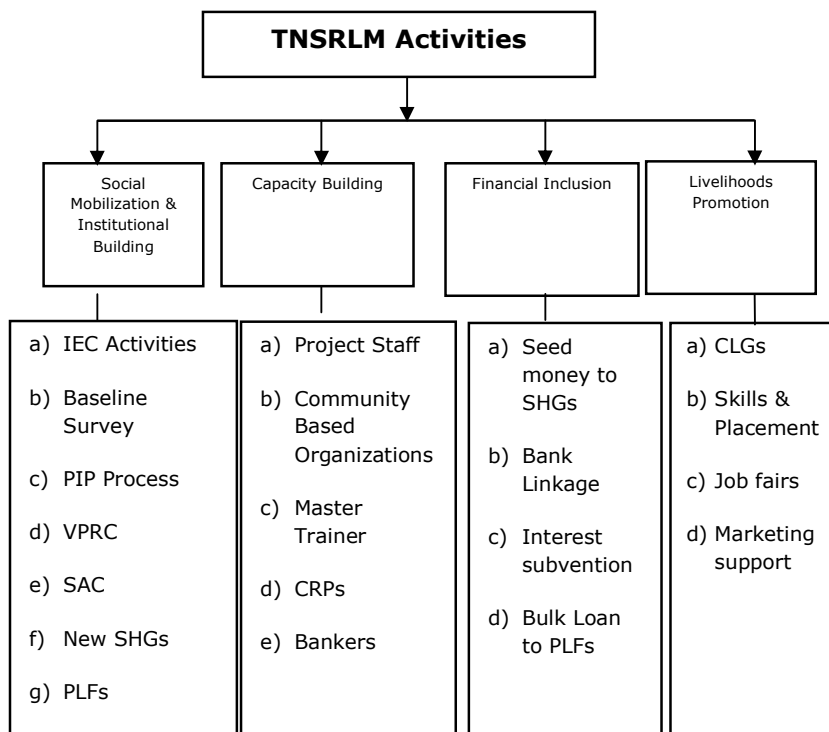 TNSRLM Activities
Social
Mobilization &
Institutional
Building
Capacity Building
Financial Inclusion
Livelihoods
Promotion
a) IEC Activities
b) Baseline
Survey
c) PIP Process
d) VPRC
e) SAC
f) New SHGs
g) PLFs
a) Project Staff
b) Community
Based
Organizations
c) Master
Trainer
d) CRPs
e) Bankers
a) Seed
money to
SHGs
b) Bank
Linkage
c) Interest
subvention
d) Bulk Loan
to PLFs
a) CLGs
b) Skills &
Placement
c) Job fairs
d) Marketing
support